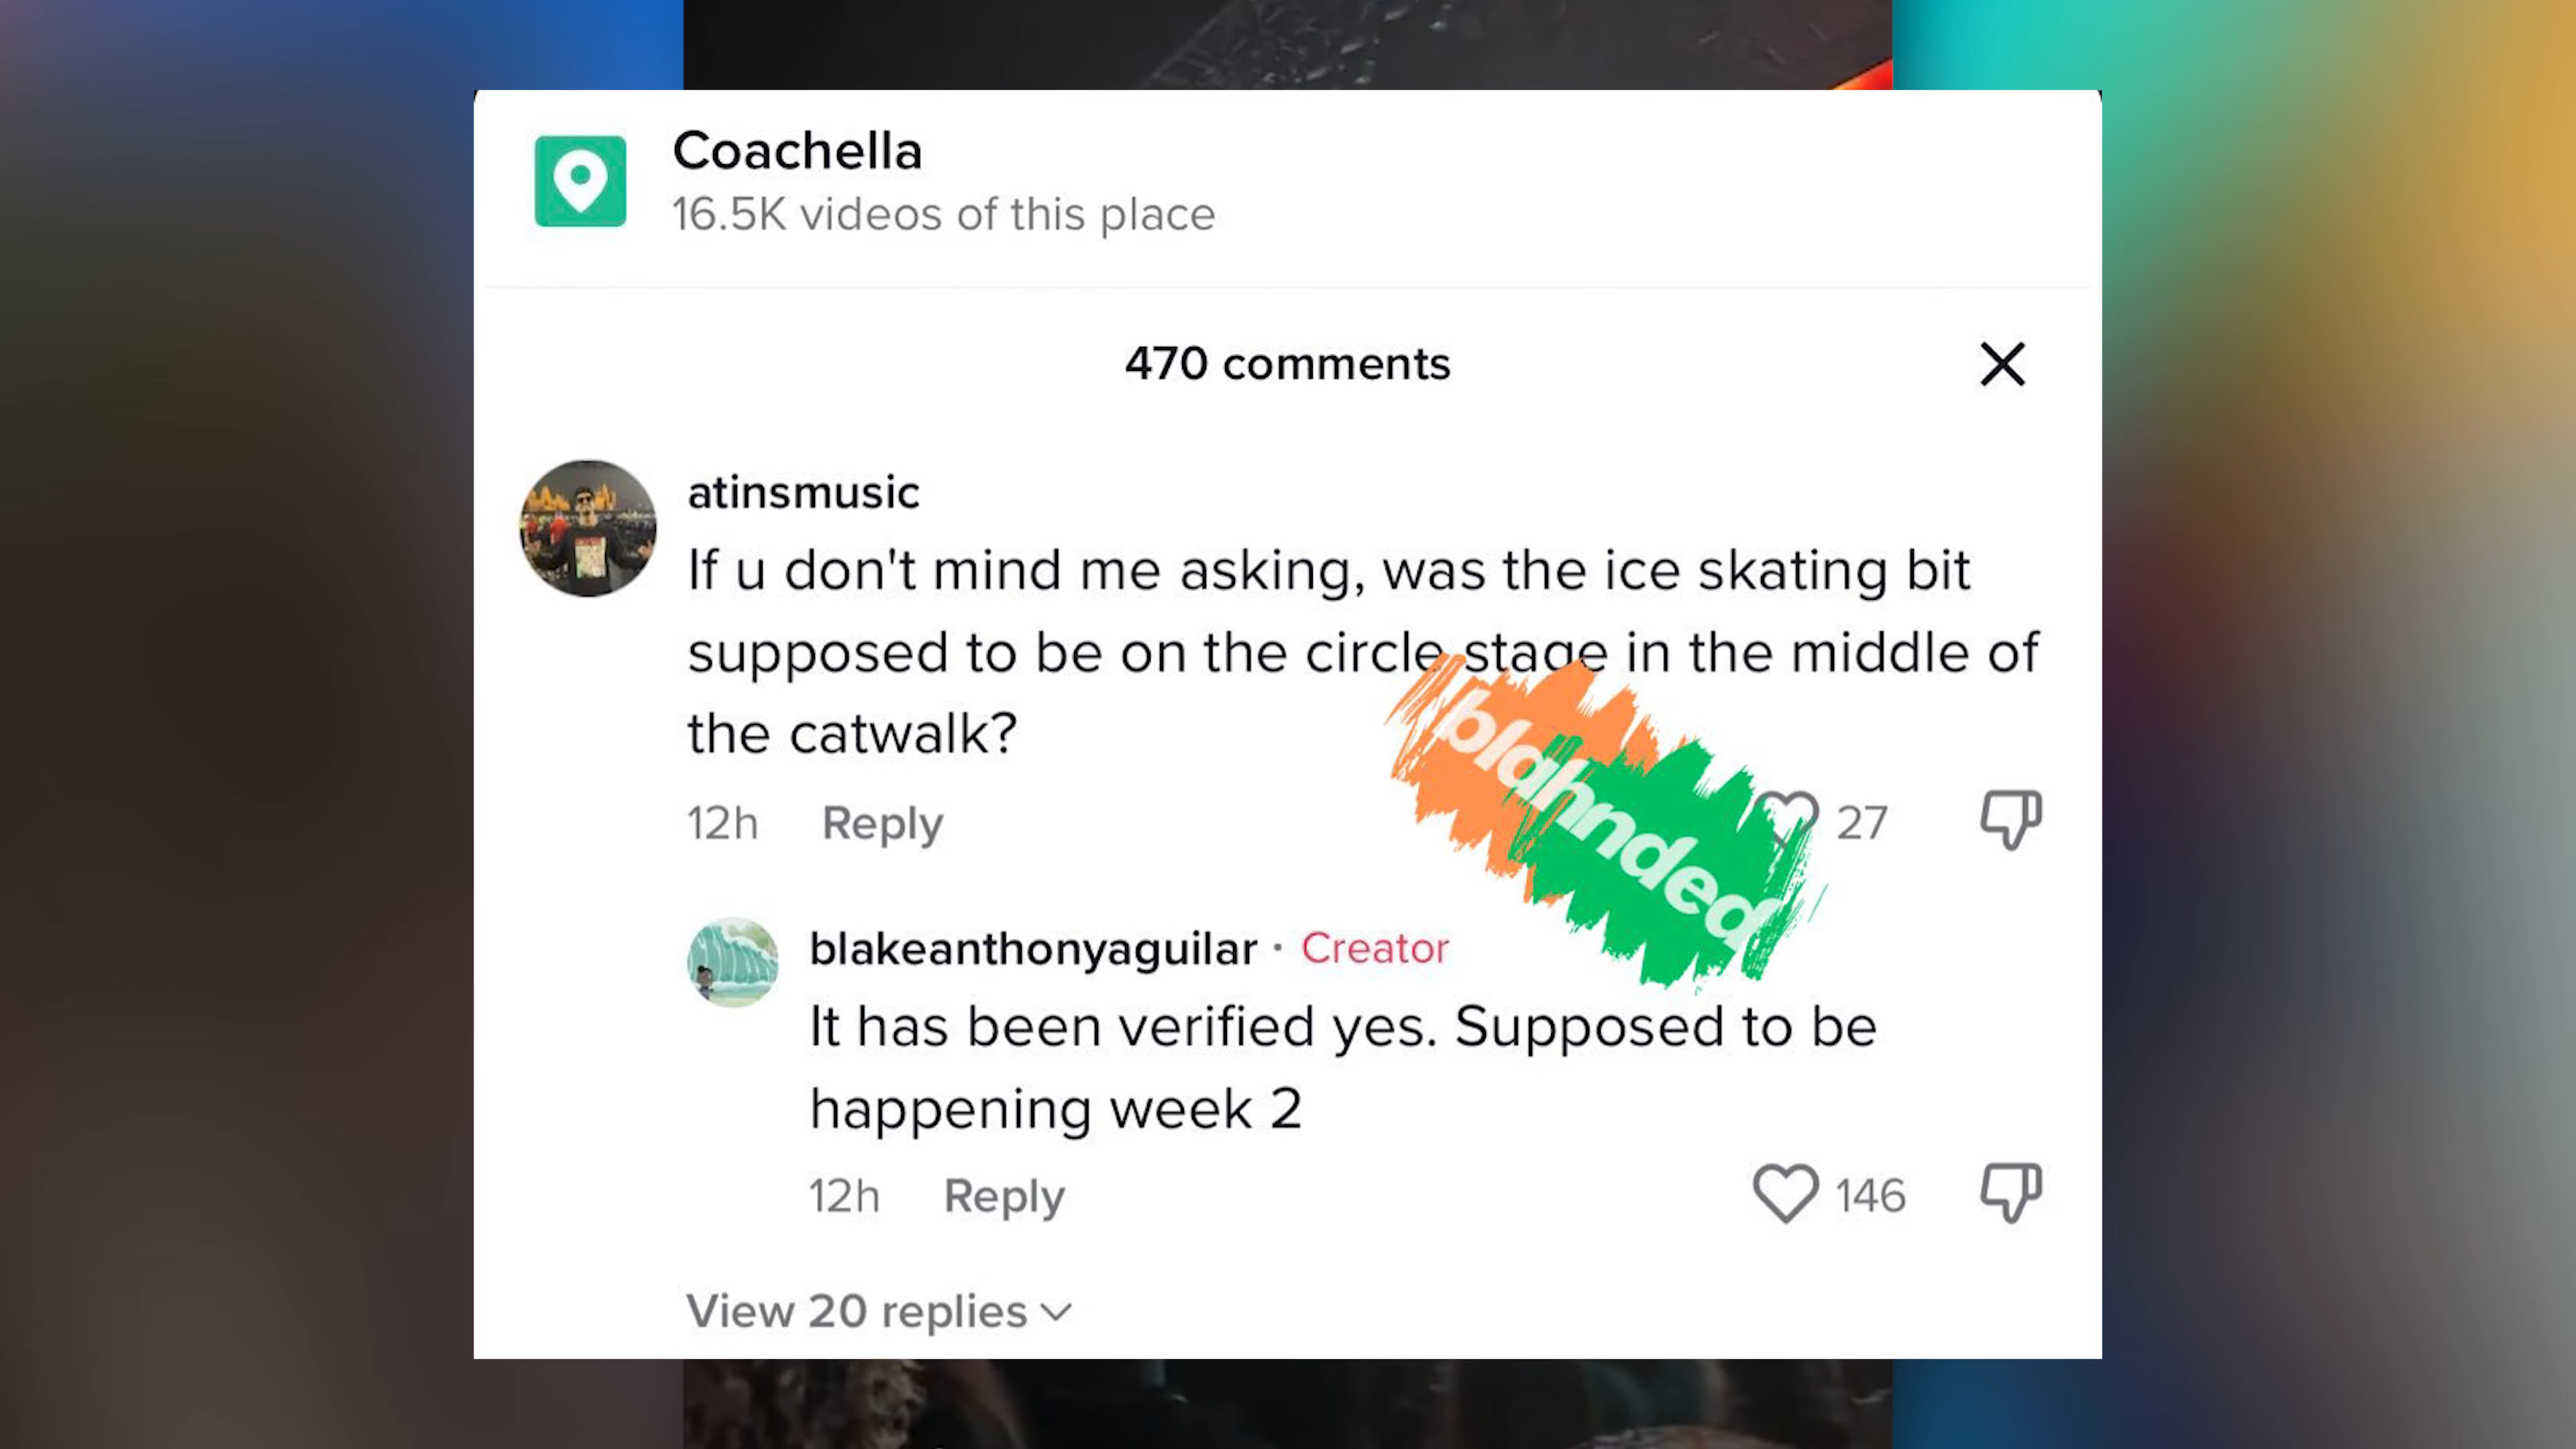 Coachella
16.5K videos of this place
470 comments
atinsmusic
If u don't mind me asking, was the ice skating bit
supposed to be on the circle stage in the middle of
the catwalk?
12h Reply 27
blahnded
blakeanthonyaguilar · Creator
It has been verified yes. Supposed to be
happening week 2
12h Reply 146
View 20 replies